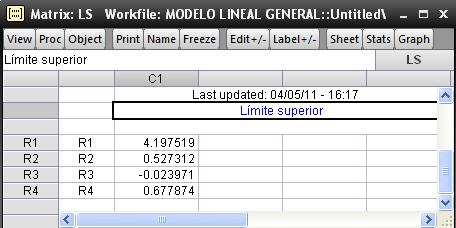 Matrix: LS Workfile: MODELO LINEAL GENERAL::Untitled\
View Proc Object Print Name Freeze Edit+/- Label+/- Sheet Stats Graph
Límite superior LS
C1
Last updated: 04/05/11 - 16:17
Límite superior
R1 R1 4.197519
R2 R2 0.527312
R3 R3 -0.023971
R4 R4 0.677874